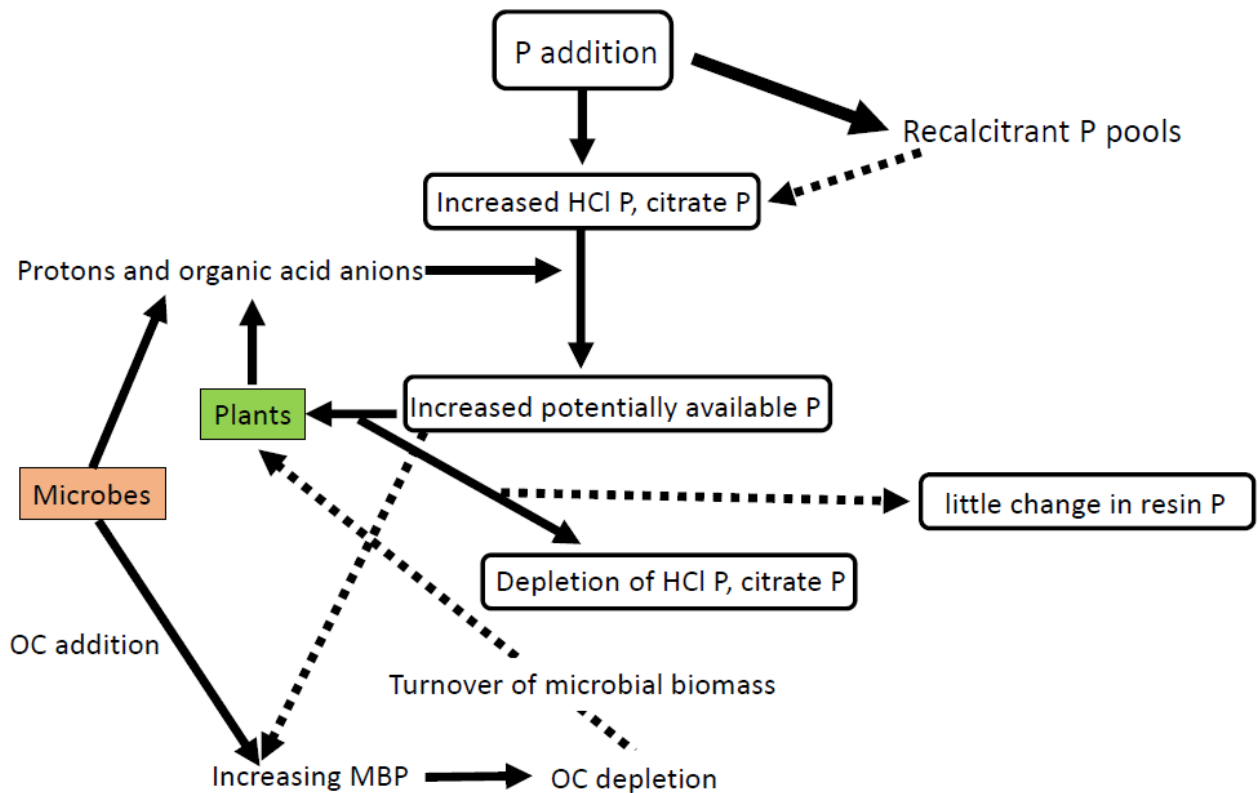 P addition
Recalcitrant P pools
Increased HCl P, citrate P
Protons and organic acid anions
Plants
Increased potentially available P
Microbes
little change in resin P
Depletion of HCl P, citrate P
OC addition
Turnover of microbial biomass
Increasing MBP
OC depletion